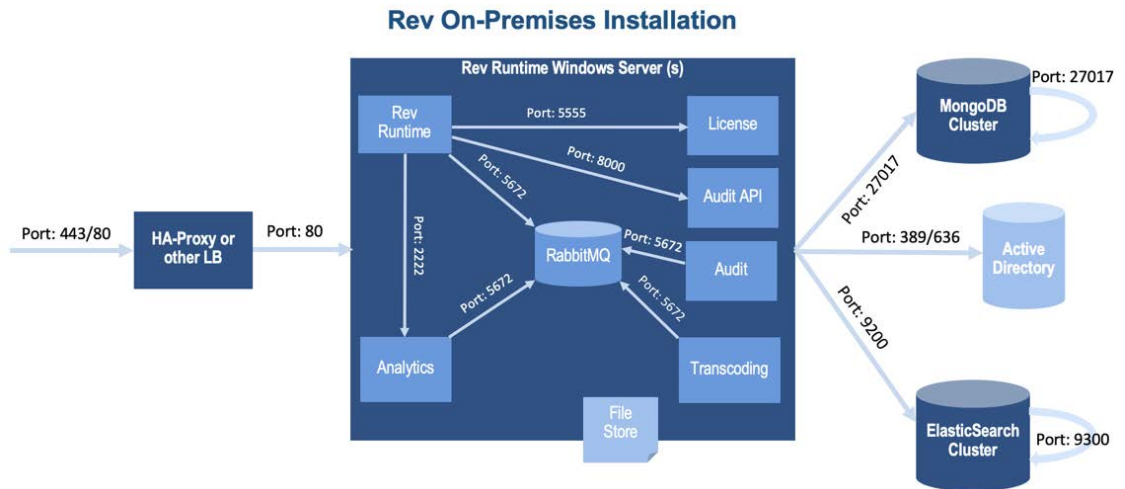 Rev On-Premises Installation
Rev Runtime Windows Server (s)
Port: 27017
MongoDB
Cluster
Rev
Runtime
Port: 5555
License
Port: 8000
Port: 5672
Audit API
Port: 27017
Port: 443/80
HA-Proxy or
other LB
Port: 80
Port: 2222
RabbitMQ
Port: 5672
Audit
Port: 389/636
Active
Directory
Port: 5672
Port: 5672
Port: 9200
Analytics
Transcoding
File
Store
ElasticSearch
Cluster
Port: 9300